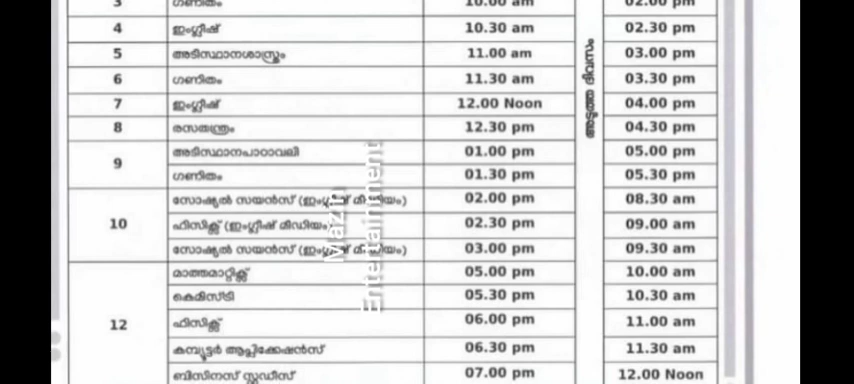 3 ഗണിതം 10.00 am 02.00 pm
4 ഇംഗ്ലീഷ് 10.30 am 02.30 pm
5 അടിസ്ഥാനശാസ്ത്രം 11.00 am 03.00 pm
6 ഗണിതം 11.30 am 03.30 pm
7 ഇംഗ്ലീഷ് 12.00 Noon 04.00 pm
8 രസതന്ത്രം 12.30 pm 04.30 pm
9 അടിസ്ഥാനപാഠാവലി 01.00 pm 05.00 pm
ഗണിതം 01.30 pm 05.30 pm
10 സോഷ്യൽ സയൻസ് (ഇംഗ്ലീഷ് മീഡിയം) 02.00 pm 08.30 am
ഫിസിക്സ് (ഇംഗ്ലീഷ് മീഡിയം) 02.30 pm 09.00 am
സോഷ്യൽ സയൻസ് (ഇംഗ്ലീഷ് മീഡിയം) 03.00 pm 09.30 am
12 മാത്തമാറ്റിക്സ് 05.00 pm 10.00 am
കെമിസ്ട്രി 05.30 pm 10.30 am
ഫിസിക്സ് 06.00 pm 11.00 am
കമ്പ്യൂട്ടർ ആപ്ലിക്കേഷൻസ് 06.30 pm 11.30 am
ബിസിനസ് സ്റ്റഡീസ് 07.00 pm 12.00 Noon
അടുത്ത ദിവസം
Mazin
Entertainment